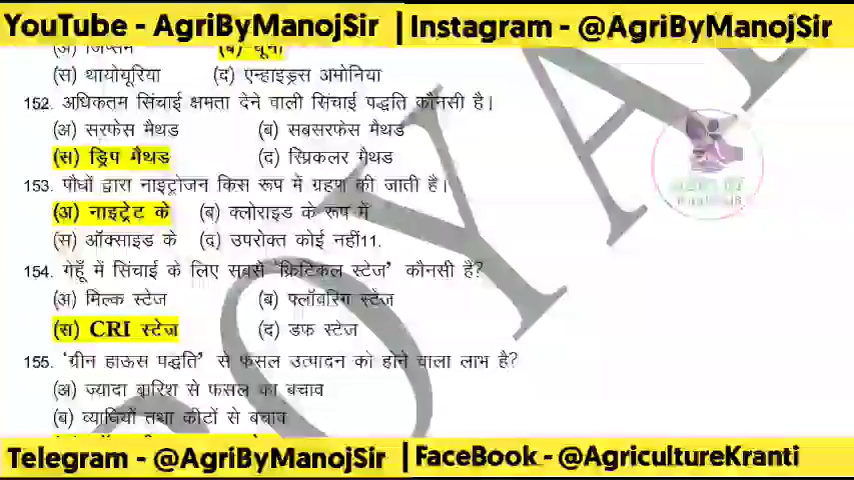 YouTube - AgriByManojSir | Instagram - @AgriByManojSir
(अ) जिप्सम (ब) चूना
(स) थायोयूरिया (द) एन्हाइड्रस अमोनिया
152. अधिकतम सिंचाई क्षमता देने वाली सिंचाई पद्धति कौनसी है।
(अ) सरफेस मैथड (ब) सबसरफेस मैथड
(स) ड्रिप मैथड (द) स्प्रिकलर मैथड
153. पौधों द्वारा नाइट्रोजन किस रूप में ग्रहण की जाती है।
(अ) नाइट्रेट के (ब) क्लोराइड के रूप में
(स) ऑक्साइड के (द) उपरोक्त कोई नहीं11.
154. गेहूँ में सिंचाई के लिए सबसे 'क्रिटिकल स्टेज' कौनसी है?
(अ) मिल्क स्टेज (ब) फ्लॉवरिंग स्टेज
(स) CRI स्टेज (द) डफ स्टेज
155. 'ग्रीन हाऊस पद्धति' से फसल उत्पादन को होने वाला लाभ है?
(अ) ज्यादा बारिश से फसल का बचाव
(ब) व्याधियों तथा कीटों से बचाव
Telegram - @AgriByManojSir | FaceBook - @AgricultureKranti